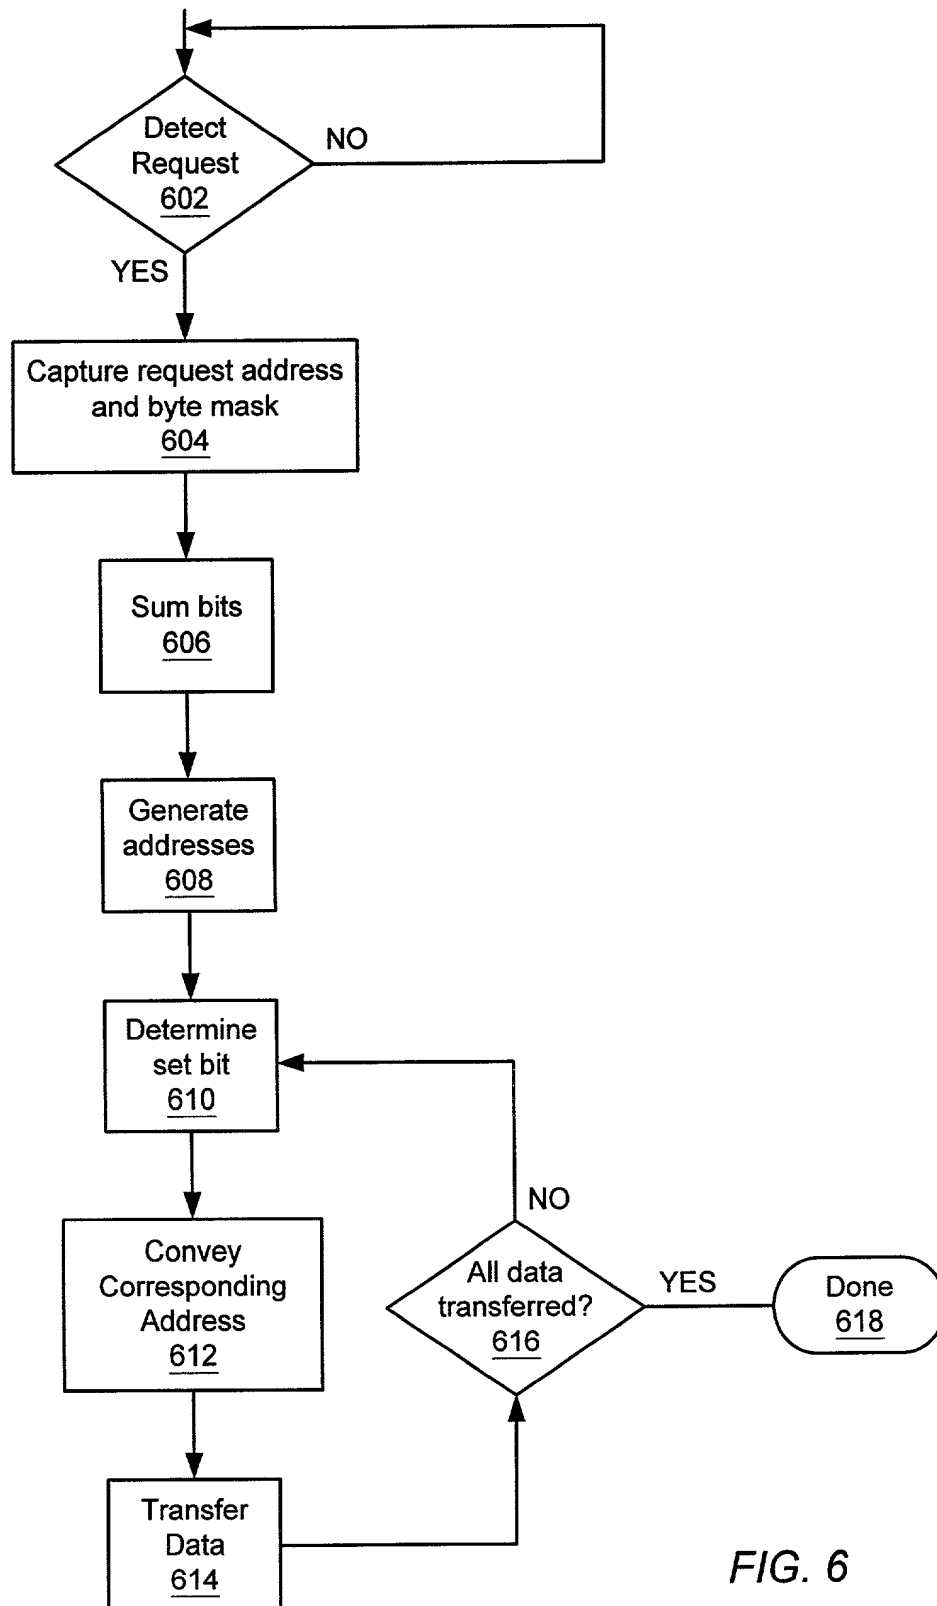 Detect
Request
602
NO
YES
Capture request address
and byte mask
604
Sum bits
606
Generate
addresses
608
Determine
set bit
610
Convey
Corresponding
Address
612
Transfer
Data
614
NO
All data
transferred?
616
YES
Done
618
FIG. 6